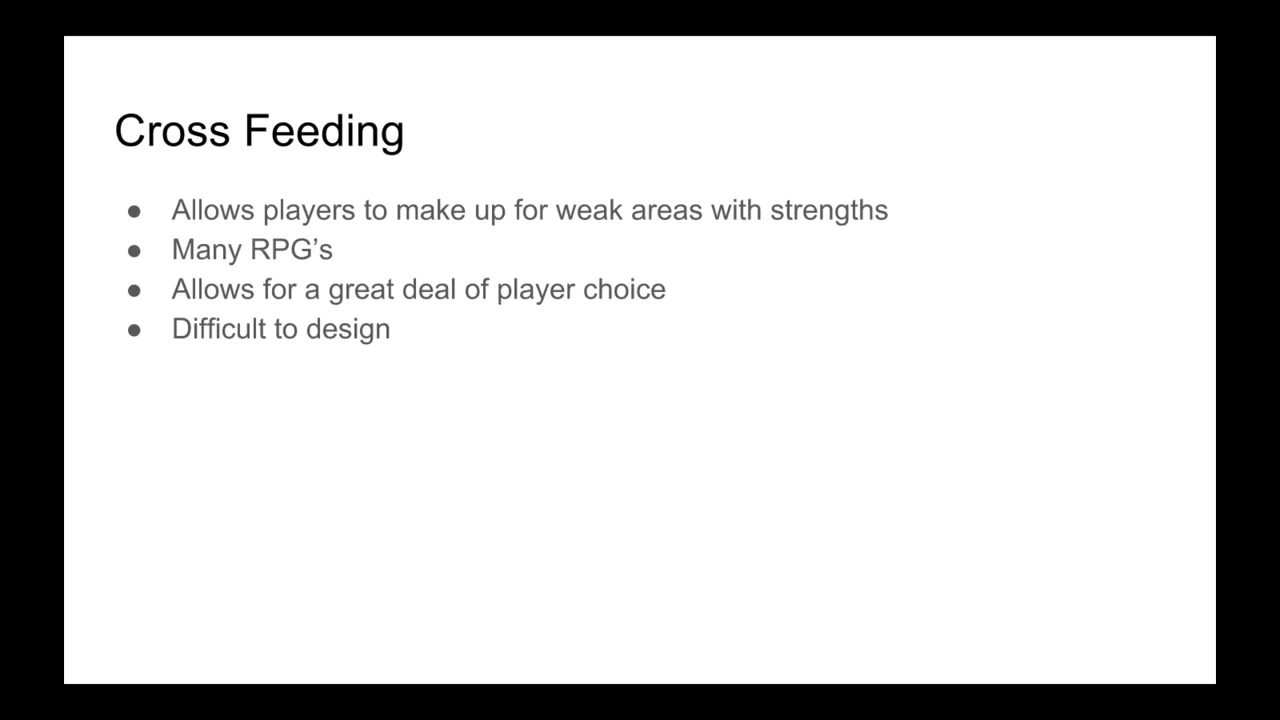 Cross Feeding
● Allows players to make up for weak areas with strengths
● Many RPG’s
● Allows for a great deal of player choice
● Difficult to design